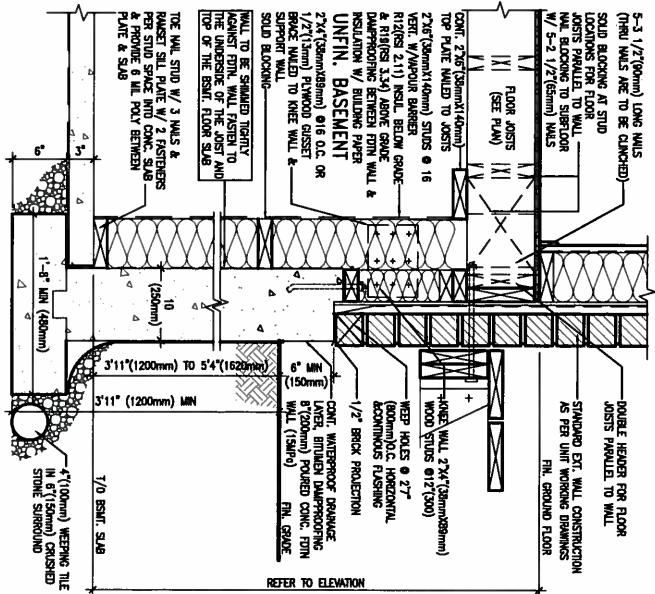 5-3 1/2"(90mm) LONG NAILS
(THRU NAILS ARE TO BE CLINCHED)
SOLID BLOCKING AT STUD
LOCATIONS FOR FLOOR
JOISTS PARALLEL TO WALL
NAIL BLOCKING TO SUBFLOOR
W/ 5-2 1/2"(65mm) NAILS
FLOOR JOISTS
(SEE PLAN)
CONT. 2"X6"(38mmX140mm)
TOP PLATE NAILED TO JOISTS
2"X6"(38mmX140mm) STUDS @ 16
VERT. W/VAPOUR BARRIER
R12(RSI 2.11) INSUL. BELOW GRADE
& R19(RSI 3.34) ABOVE GRADE
DAMPPROOFING BETWEEN FDTN WALL &
INSULATION W/ BUILDING PAPER
UNFIN. BASEMENT
2"X4"(38mmX89mm) @16 O.C. OR
1/2"(13mm) PLYWOOD GUSSET
BRACE NAILED TO KNEE WALL &
SUPPORT WALL
SOLID BLOCKING
WALL TO BE SHIMMED TIGHTLY
AGAINST FDTN. WALL FASTEN TO
THE UNDERSIDE OF THE JOIST AND
TOP OF THE BSMT. FLOOR SLAB
TOE NAIL STUD W/ 3 NAILS &
RAMSET SILL PLATE W/ 2 FASTENERS
PER STUD SPACE INTO CONC. SLAB
& PROVIDE 6 MIL POLY BETWEEN
PLATE & SLAB
6"
3"
1'-8" MIN (480mm)
10
(250mm)
3'11"(1200mm) TO 5'4"(1620mm)
3'11" (1200mm) MIN
6" MIN
(150mm)
DOUBLE HEADER FOR FLOOR
JOISTS PARALLEL TO WALL
STANDARD EXT. WALL CONSTRUCTION
AS PER UNIT WORKING DRAWINGS
FIN. GROUND FLOOR
KNEE WALL 2"X4"(38mmX89mm)
WOOD STUDS @12"(300)
WEEP HOLES @ 2'7"
(800mm)O.C. HORIZONTAL
&CONTINOUS FLASHING
1/2" BRICK PROJECTION
CONT. WATERPROOF DRAINAGE
LAYER, BITUMEN DAMPPROOFING
8"(200mm) POURED CONC. FDTN
WALL (15MPa)
FIN. GRADE
T/O BSMT. SLAB
4"(100mm) WEEPING TILE
IN 6"(150mm) CRUSHED
STONE SURROUND
REFER TO ELEVATION